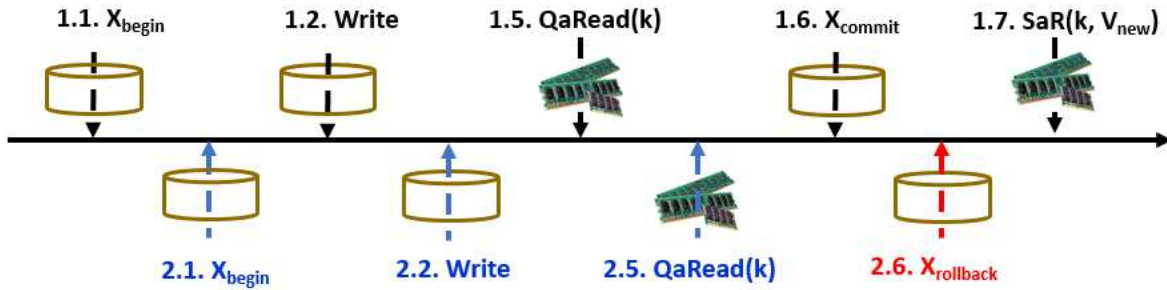 1.1. Xbegin 1.2. Write 1.5. QaRead(k) 1.6. Xcommit 1.7. SaR(k, Vnew)
2.1. Xbegin 2.2. Write 2.5. QaRead(k) 2.6. Xrollback